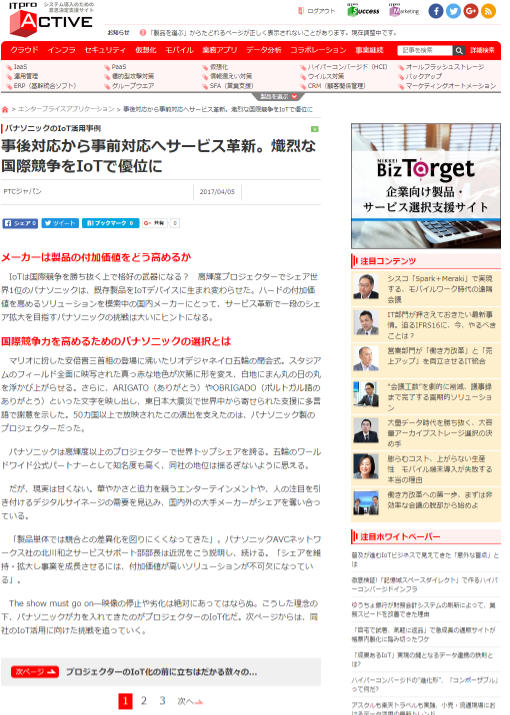 ITpro
ACTIVE
システム導入のための
意思決定支援サイト
ログアウト
ITpro
Success
ITpro
Marketing
お知らせ
「製品を選ぶ」からたどれるページが正しく表示されないことがあります。現在調整中です。
クラウド インフラ セキュリティ 仮想化 モバイル 業務アプリ データ分析 コラボレーション 事業継続 記事を検索 詳細検索
IaaS PaaS 仮想化 ハイパーコンバージド（HCI） オールフラッシュストレージ
運用管理 標的型攻撃対策 情報漏えい対策 ウイルス対策 バックアップ
ERP（基幹統合ソフト） グループウエア SFA（営業支援） CRM（顧客管理） マーケティングオートメーション
製品を選ぶ
> エンタープライズアプリケーション > 事後対応から事前対応へサービス革新。熾烈な国際競争をIoTで優位に
パナソニックのIoT活用事例
事後対応から事前対応へサービス革新。熾烈な
国際競争をIoTで優位に
PTCジャパン
2017/04/05
シェア 0
ツイート
B! ブックマーク 0
G+ 共有 0
メーカーは製品の付加価値をどう高めるか
IoTは国際競争を勝ち抜く上で格好の武器になる？ 高輝度プロジェクターでシェア世
界1位のパナソニックは、既存製品をIoTデバイスに生まれ変わらせた。ハードの付加価
値を高めるソリューションを模索中の国内メーカーにとって、サービス革新で一段のシェ
ア拡大を目指すパナソニックの挑戦は大いにヒントになる。
国際競争力を高めるためのパナソニックの選択とは
マリオに扮した安倍晋三首相の登場に沸いたリオデジャネイロ五輪の閉会式。スタジア
ムのフィールド全面に映写された真っ赤な地色が次第に形を変え、白地にまん丸の日の丸
を浮かび上がらせる。さらに、ARIGATO（ありがとう）やOBRIGADO（ポルトガル語の
ありがとう）といった文字を映し出し、東日本大震災で世界中から寄せられた支援に多言
語で謝意を示した。50カ国以上で放映されたこの演出を支えたのは、パナソニック製の
プロジェクターだった。
パナソニックは高輝度以上のプロジェクターで世界トップシェアを誇る。五輪のワール
ドワイド公式パートナーとして知名度も高く、同社の地位は揺るぎないように思える。
だが、現実は甘くない。華やかさと迫力を競うエンターテインメントや、人の注目を引
き付けるデジタルサイネージの需要を見込み、国内外の大手メーカーがシェアを奪い合っ
ている。
「製品単体では競合との差異化を図りにくくなってきた」。パナソニックAVCネットワ
ークス社の北川和之サービスサポート部部長は近況をこう説明し、続ける。「シェアを維
持・拡大し事業を成長させるには、付加価値が高いソリューションが不可欠になってい
る」。
The show must go on―映像の停止や劣化は絶対にあってはならぬ。こうした理念の
下、パナソニックが力を入れてきたのがプロジェクターのIoT化だ。次ページからは、同
社のIoT活用に向けた挑戦を追っていく。
次ページ
プロジェクターのIoT化の前に立ちはだかる数々の...
1 2 3 次へ
NIKKEI
BizTorget
企業向け製品・
サービス選択支援サイト
注目コンテンツ
シスコ「Spark＋Meraki」で実現
する、モバイルワーク時代の遠隔
会議
IT部門が押さえておきたい最新事
情。迫るIFRS16に、今、やるべき
ことは？
営業部門が「働き方改革」と「売
上アップ」を両立させるIT統合
“会議工数”を劇的に削減、議事録
まで完了する画期的ソリューショ
ン
大量データ時代を勝ち抜く、大容
量アーカイブストレージ選択の決
め手
膨らむコスト、上がらない生産
性 モバイル端末導入が失敗する
本当の理由
働き方改革への第一歩、まずは非
効率な会議の脱却から始めよ
注目ホワイトペーパー
普及が進むIoTビジネスで見えてきた「意外な盲点」と
は
徹底検証!「記憶域スペースダイレクト」で作るハイパ
ーコンバージドインフラ
ゆうちょ銀行が財務会計システムの刷新によって、業
務スピードを改善できた理由
「自宅で試着、気軽に返品」で急成長の通販サイトが
梱票内製化に踏み切ったワケ
「成果あるIoT」実現の鍵となるデータ連携の鉄則と
は?
ハイパーコンバージドの“進化形”、「コンポーザブル」
って何だ?
アスクルも楽天トラベルも実践、小売・流通現場にお
けるデータ活用の最新トレンド